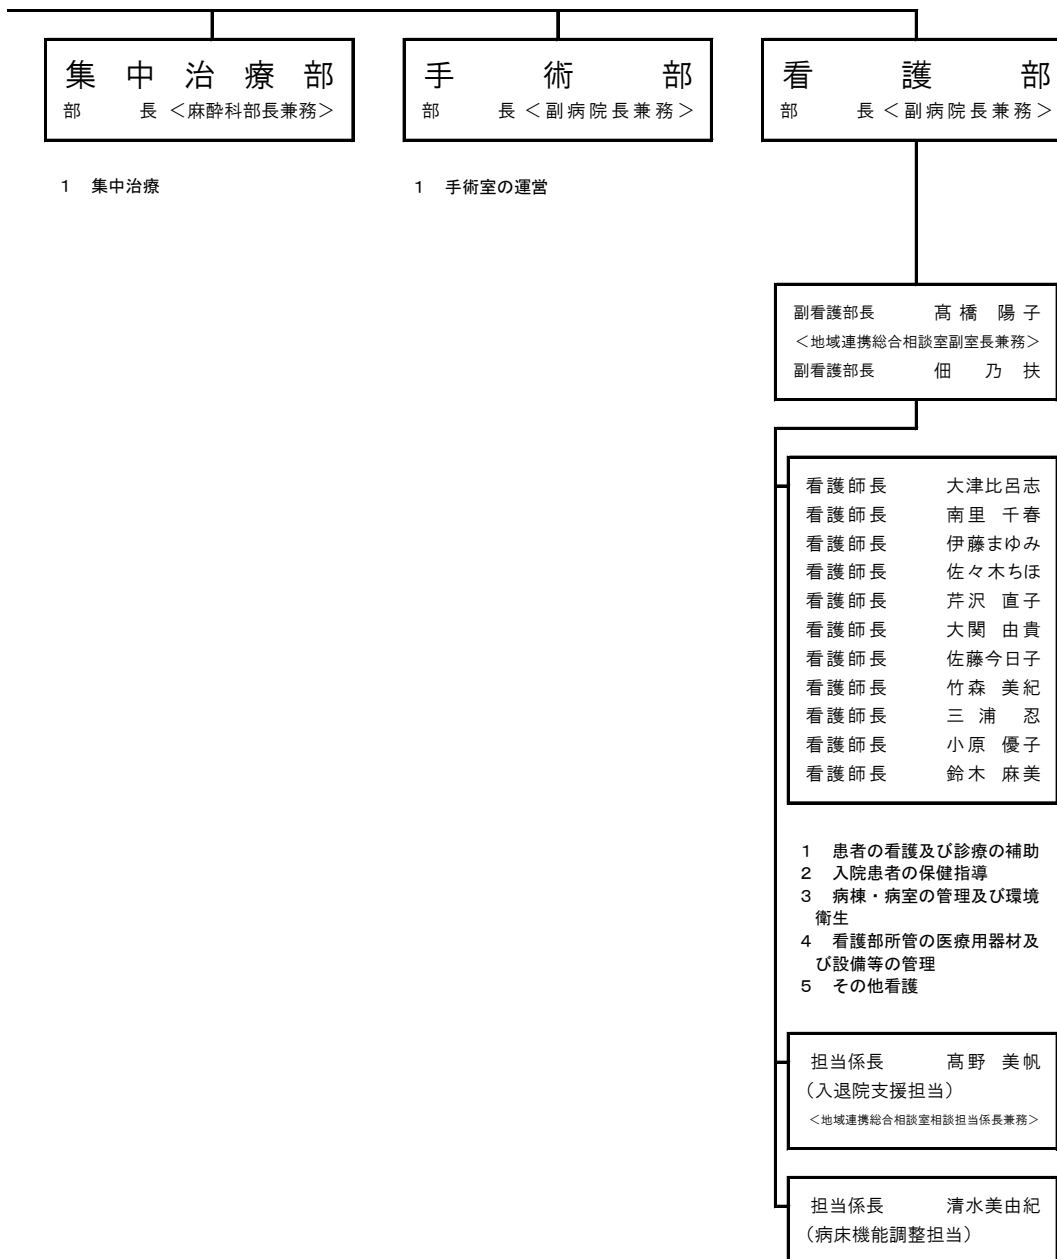 集中治療部
部　　長 ＜麻酔科部長兼務＞
1　集中治療
手術部
部　　長 ＜副病院長兼務＞
1　手術室の運営
看護部
部　　長 ＜副病院長兼務＞
副看護部長　　髙橋　陽子
＜地域連携総合相談室副室長兼務＞
副看護部長　　佃　乃扶
看護師長　　大津比呂志
看護師長　　南里　千春
看護師長　　伊藤まゆみ
看護師長　　佐々木ちほ
看護師長　　芹沢　直子
看護師長　　大関　由貴
看護師長　　佐藤今日子
看護師長　　竹森　美紀
看護師長　　三浦　忍
看護師長　　小原　優子
看護師長　　鈴木　麻美
1　患者の看護及び診療の補助
2　入院患者の保健指導
3　病棟・病室の管理及び環境
衛生
4　看護部所管の医療用器材及
び設備等の管理
5　その他看護
担当係長　　髙野　美帆
（入退院支援担当）
＜地域連携総合相談室相談担当係長兼務＞
担当係長　　清水美由紀
（病床機能調整担当）